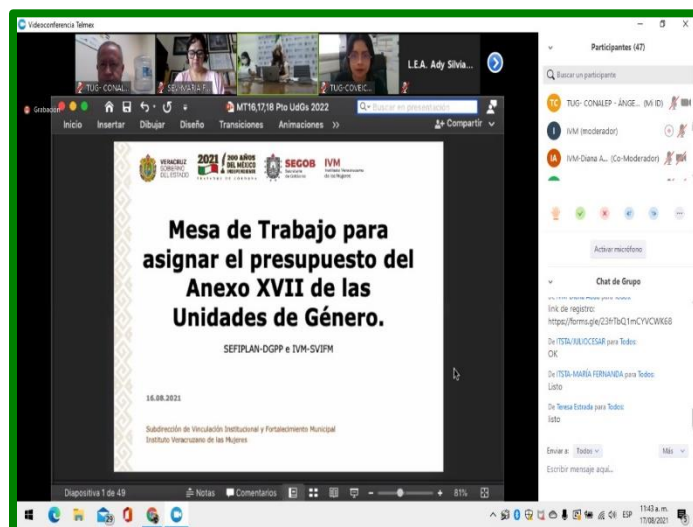 Videoconferencia Telmex
TUG- CONAL...
SEV-MARIA F...
TUG-COVEIC...
L.E.A. Ady Silvia...
Grabación
MT16,17,18 Pto UdGs 2022
Buscar en presentación
Inicio Insertar Dibujar Diseño Transiciones Animaciones >> Compartir
VERACRUZ
GOBIERNO
DEL ESTADO
2021 200 AÑOS
DEL MÉXICO
INDEPENDIENTE
SEGOB
IVM
Mesa de Trabajo para
asignar el presupuesto del
Anexo XVII de las
Unidades de Género.
SEFIPLAN-DGPP e IVM-SVIFM
16.08.2021
Subdirección de Vinculación Institucional y Fortalecimiento Municipal
Instituto Veracruzano de las Mujeres
Diapositiva 1 de 49 Notas Comentarios 81%
Participantes (47)
Buscar un participante
TC TUG- CONALEP - ÁNGE... (Mi ID)
I IVM (moderador)
IA IVM-Diana A... (Co-Moderador)
Activar micrófono
Chat de Grupo
link de registro:
https://forms.gle/23frTbQ1mCYVCWK68
De ITSTA/JULIOCESAR para Todos:
OK
De ITSTA-MARÍA FERNANDA para Todos:
Listo
De Teresa Estrada para Todos:
listo
Enviar a: Todos Más
Escribir mensaje aquí...
29
ESP
11:43 a. m.
17/08/2021